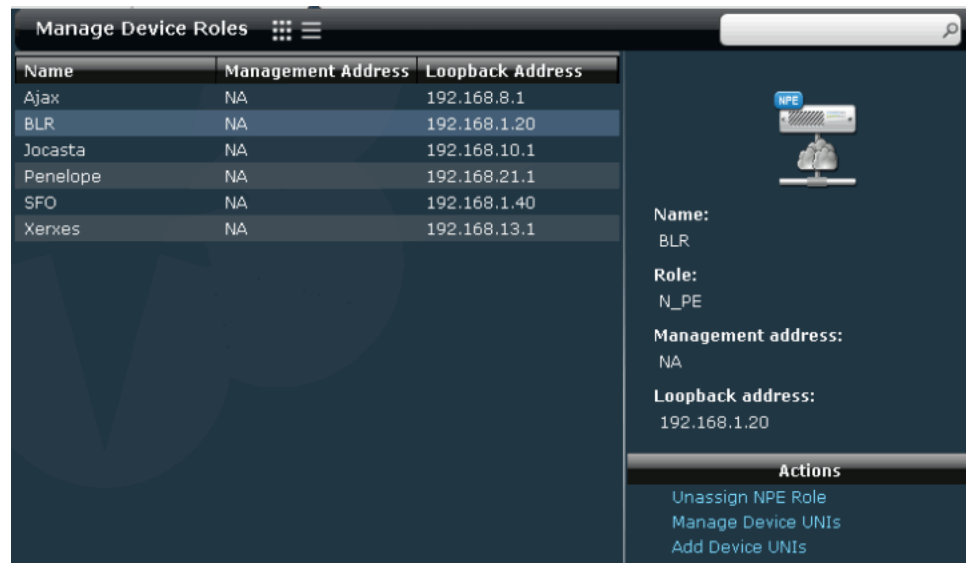 Manage Device Roles
Name Management Address Loopback Address
Ajax NA 192.168.8.1
BLR NA 192.168.1.20
Jocasta NA 192.168.10.1
Penelope NA 192.168.21.1
SFO NA 192.168.1.40
Xerxes NA 192.168.13.1
NPE
Name:
BLR
Role:
N_PE
Management address:
NA
Loopback address:
192.168.1.20
Actions
Unassign NPE Role
Manage Device UNIs
Add Device UNIs